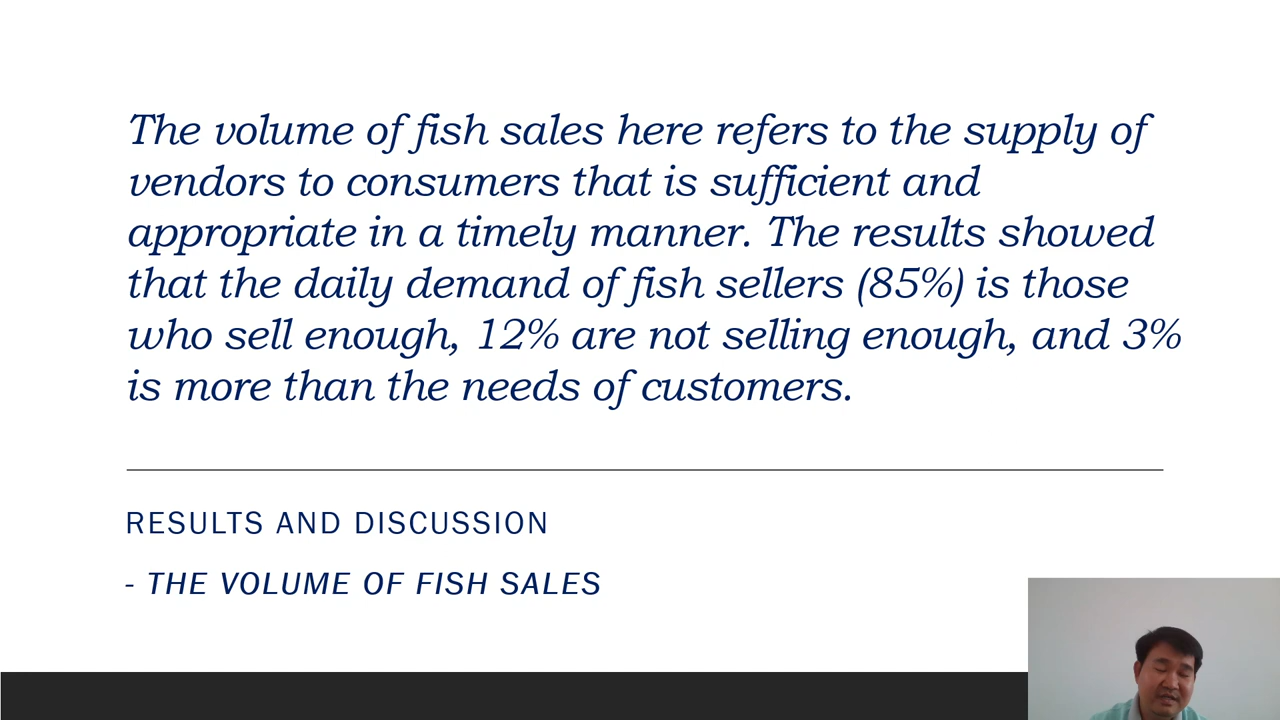 The volume of fish sales here refers to the supply of
vendors to consumers that is sufficient and
appropriate in a timely manner. The results showed
that the daily demand of fish sellers (85%) is those
who sell enough, 12% are not selling enough, and 3%
is more than the needs of customers.
RESULTS AND DISCUSSION
- THE VOLUME OF FISH SALES